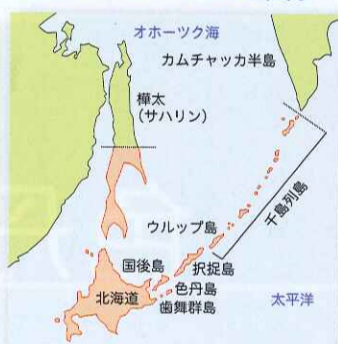 オホーツク海
カムチャッカ半島
樺太
(サハリン)
千島列島
ウルップ島
国後島
択捉島
北海道
色丹島
歯舞群島
太平洋